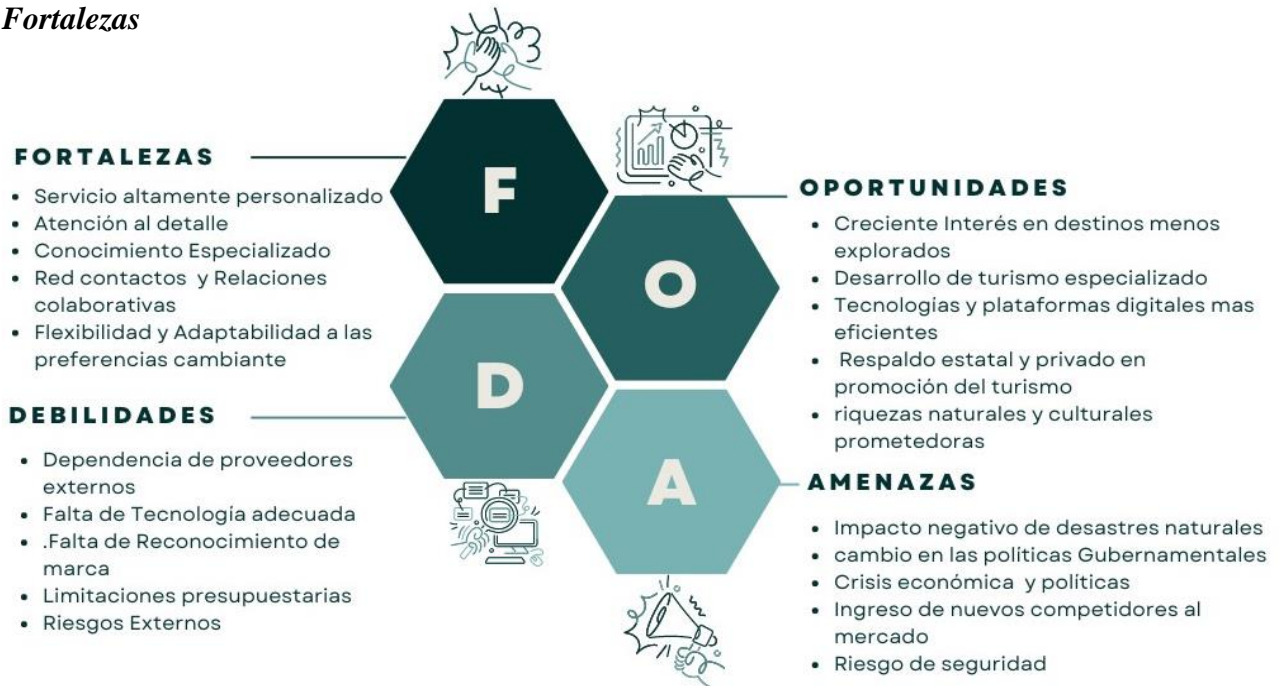 Fortalezas
FORTALEZAS
• Servicio altamente personalizado
• Atención al detalle
• Conocimiento Especializado
• Red contactos y Relaciones
colaborativas
• Flexibilidad y Adaptabilidad a las
preferencias cambiante
F
OPORTUNIDADES
• Creciente Interés en destinos menos
explorados
• Desarrollo de turismo especializado
• Tecnologías y plataformas digitales mas
eficientes
• Respaldo estatal y privado en
promoción del turismo
• riquezas naturales y culturales
prometedoras
O
DEBILIDADES
• Dependencia de proveedores
externos
• Falta de Tecnología adecuada
• .Falta de Reconocimiento de
marca
• Limitaciones presupuestarias
• Riesgos Externos
D
AMENAZAS
• Impacto negativo de desastres naturales
• cambio en las políticas Gubernamentales
• Crisis económica y políticas
• Ingreso de nuevos competidores al
mercado
• Riesgo de seguridad
A